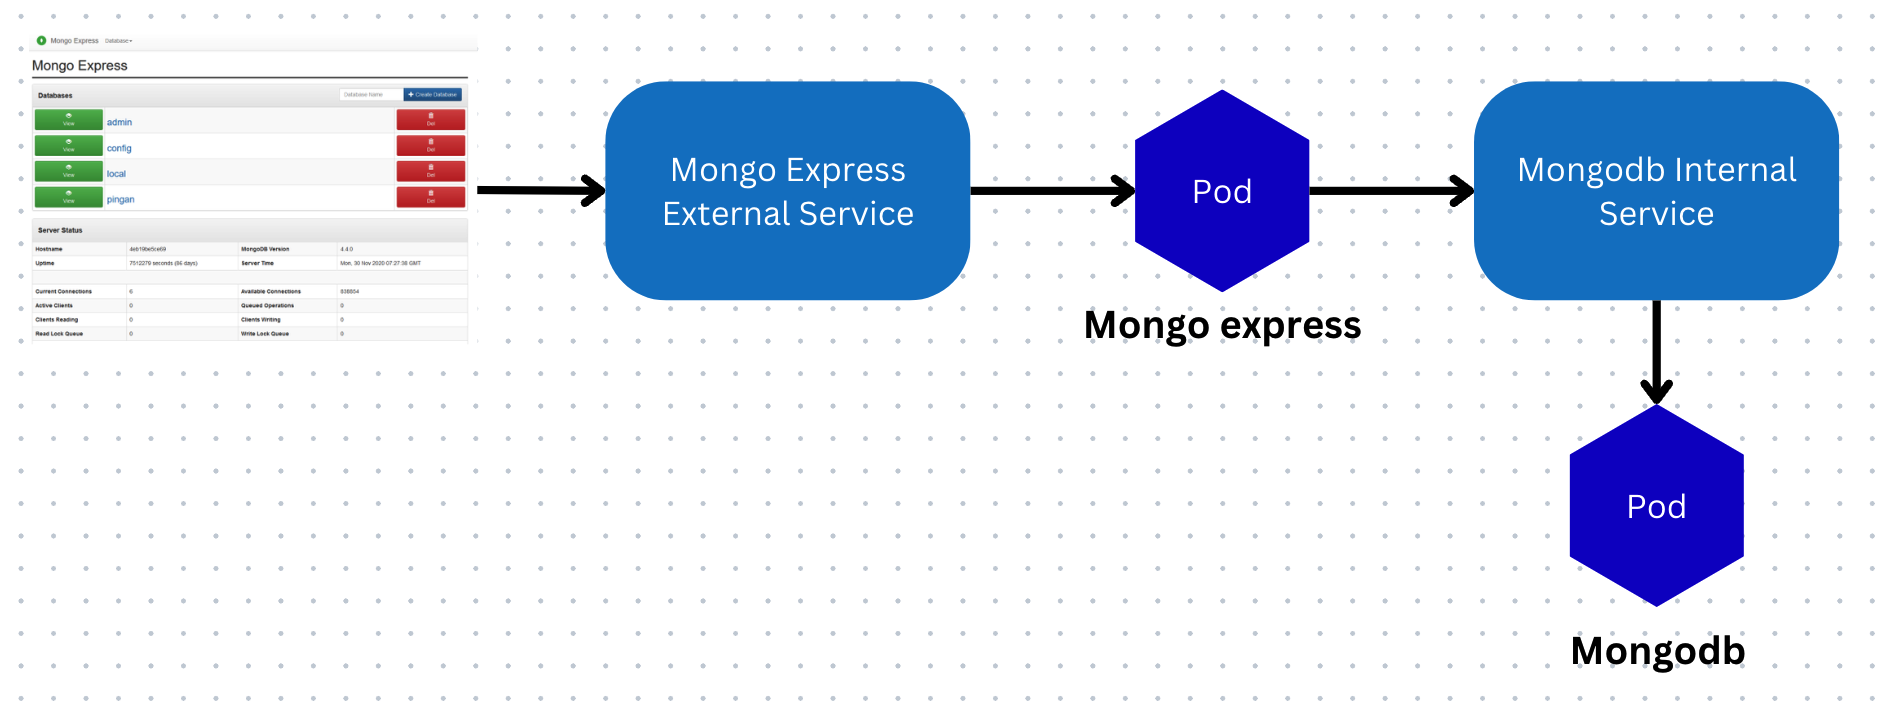 Mongo Express Database
Mongo Express
Databases Database Name + Create Database
View admin Del
View config Del
View local Del
View pingan Del
Server Status
Hostname MongoDB Version 4.4.0
Uptime 7512279 seconds (86 days) Server Time Mon, 30 Nov 2020 07:27:38 GMT
Current Connections 6 Available Connections 838554
Active Clients 0 Queued Operations 0
Clients Reading 0 Clients Writing 0
Read Lock Queue 0 Write Lock Queue 0
Mongo Express
External Service
Pod
Mongo express
Mongodb Internal
Service
Pod
Mongodb